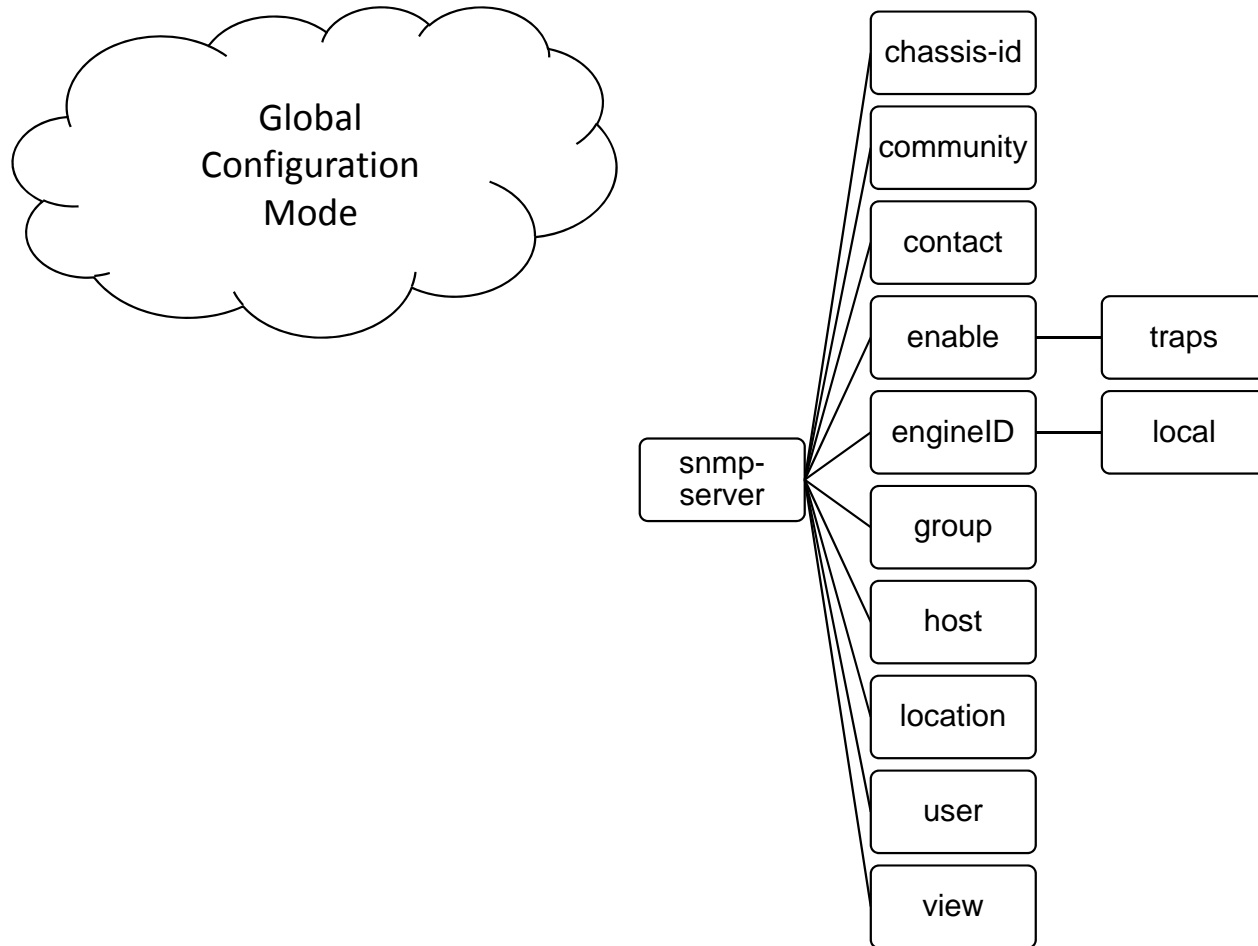 Global
Configuration
Mode
snmp-
server
chassis-id
community
contact
enable
traps
engineID
local
group
host
location
user
view